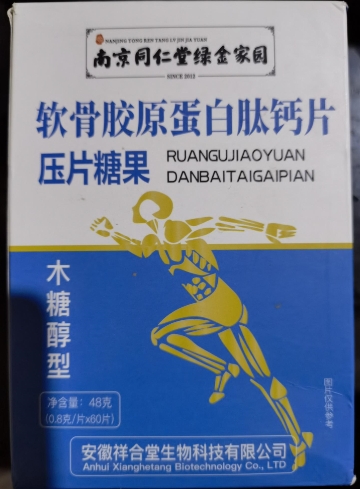 NANJING TONG REN TANG LV JIN JIA YUAN
南京同仁堂绿金家园
SINCE 2012
软骨胶原蛋白肽钙片
压片糖果
RUANGUJIAOYUAN
DANBAITAIGAIPIAN
木糖醇型
净含量：48克
(0.8克/片x60片)
图片仅供参考
安徽祥合堂生物科技有限公司
Anhui Xianghetang Biotechnology Co., LTD